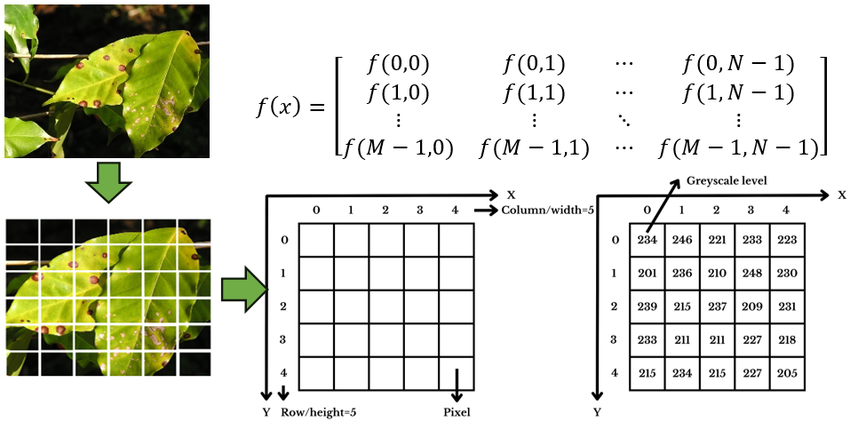 f(x) = [ f(0,0) f(0,1) ⋯ f(0, N − 1)
f(1,0) f(1,1) ⋯ f(1, N − 1)
⋮ ⋮ ⋱ ⋮
f(M − 1,0) f(M − 1,1) ⋯ f(M − 1, N − 1) ]
X
0 1 2 3 4
Column/width=5
0
1
2
3
4
Y
Row/height=5
Pixel
Greyscale level
X
0 1 2 3 4
0 234 246 221 233 223
1 201 236 210 248 230
2 239 215 237 209 231
3 233 211 211 227 218
4 215 234 215 227 205
Y